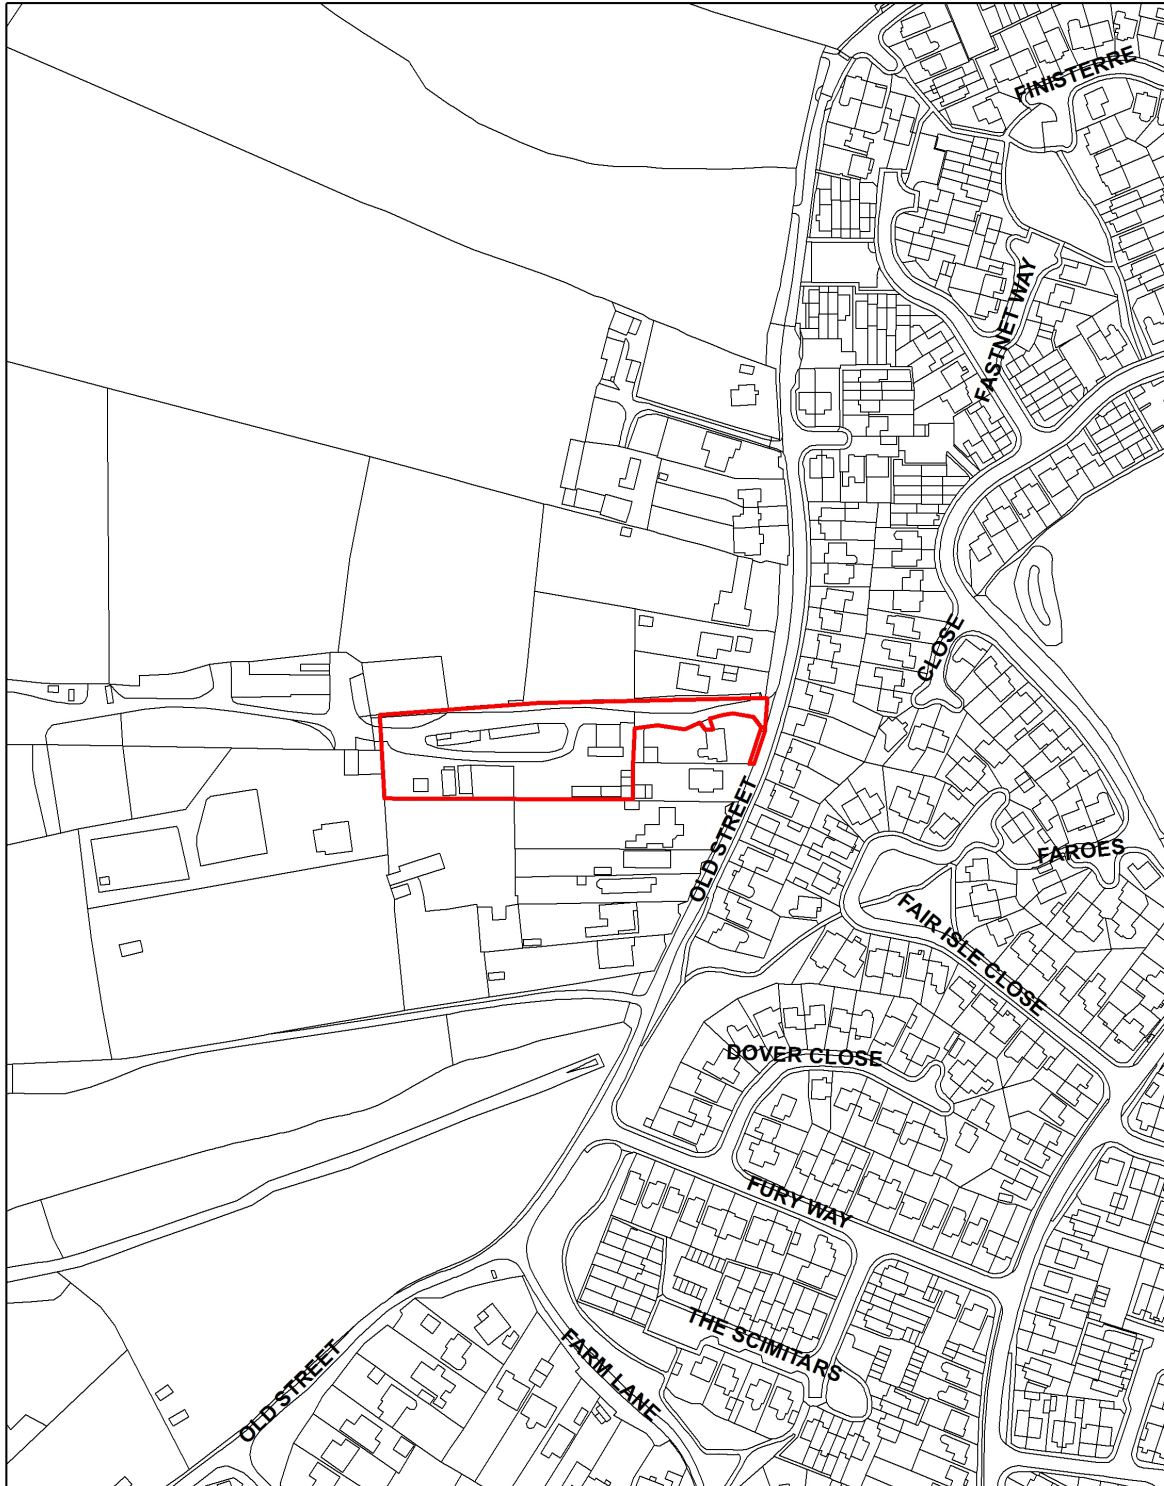 FINISTERRE
FASTNET WAY
CLOSE
OLD STREET
FAROES
FAIR ISLE CLOSE
DOVER CLOSE
FURY WAY
THE SCIMITARS
FARM LANE
OLD STREET